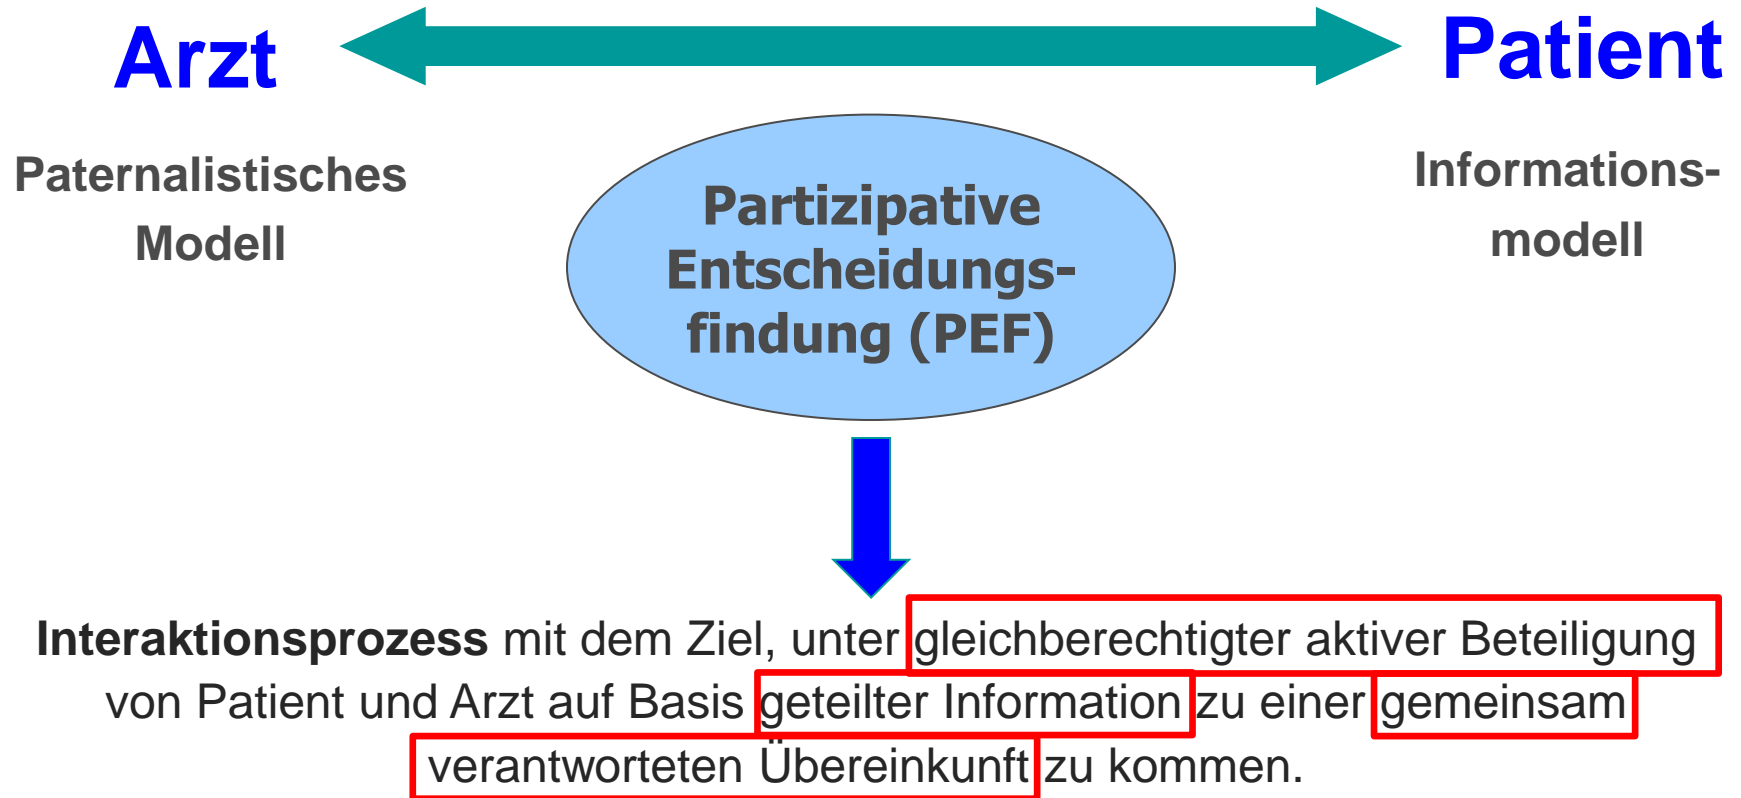 Arzt
Patient
Paternalistisches
Modell
Informations-
modell
Partizipative
Entscheidungs-
findung (PEF)
Interaktionsprozess mit dem Ziel, unter gleichberechtigter aktiver Beteiligung
von Patient und Arzt auf Basis geteilter Information zu einer gemeinsam
verantworteten Übereinkunft zu kommen.